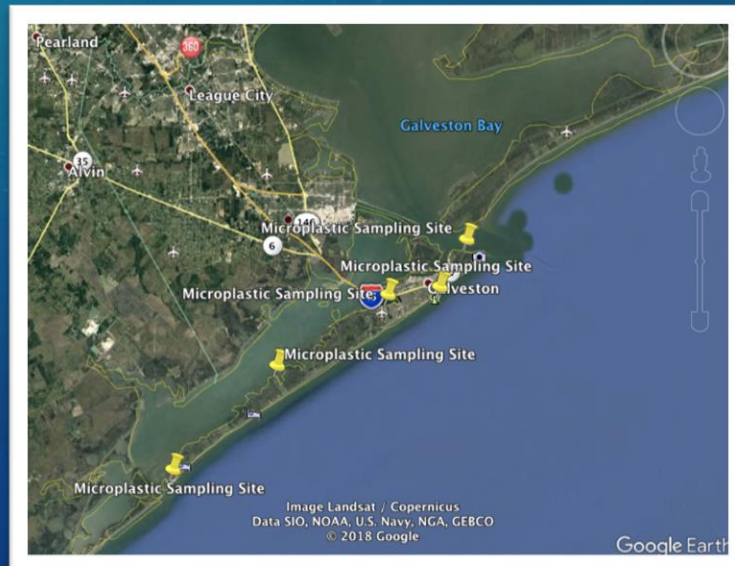 Pearland
360
League City
Galveston Bay
35
Alvin
146
Microplastic Sampling Site
6
Microplastic Sampling Site
Microplastic Sampling Site
Galveston
Microplastic Sampling Site
Microplastic Sampling Site
Image Landsat / Copernicus
Data SIO, NOAA, U.S. Navy, NGA, GEBCO
© 2018 Google
Google Earth